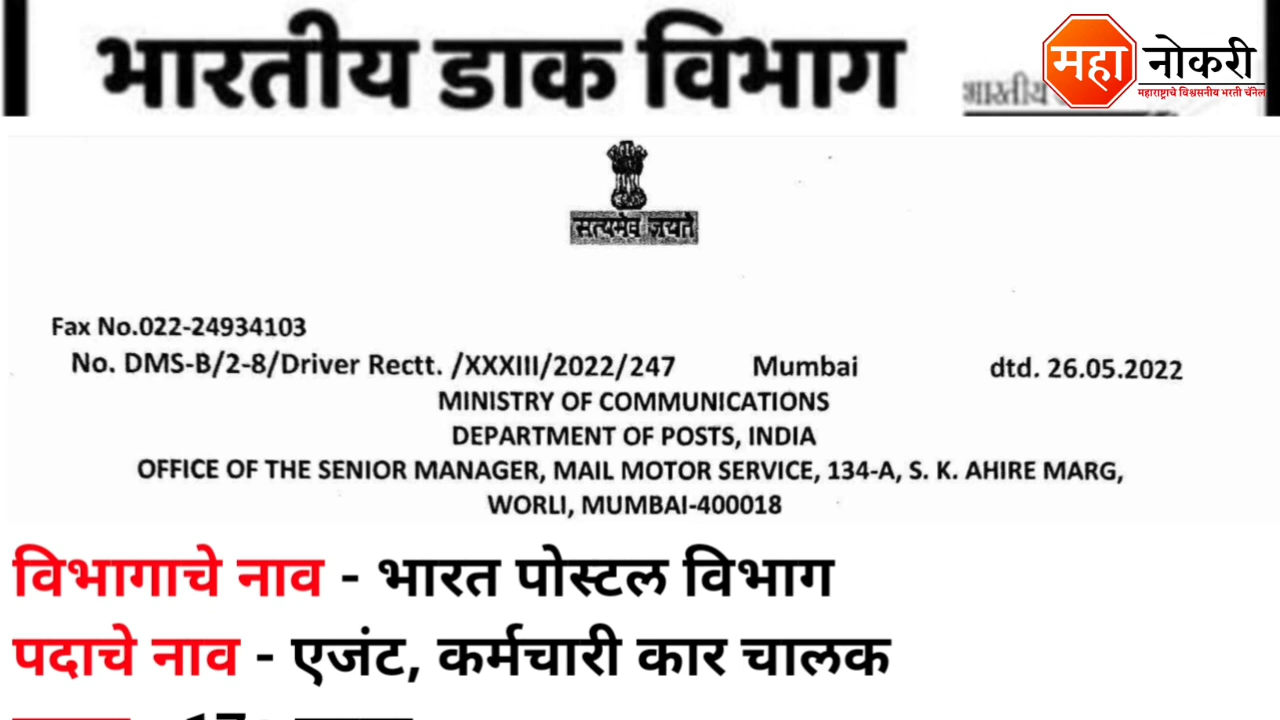 भारतीय डाक विभाग
भारतीय
महा नोकरी
महाराष्ट्राचे विश्वसनीय भरती चॅनेल
सत्यमेव जयते
Fax No.022-24934103
No. DMS-B/2-8/Driver Rectt. /XXXIII/2022/247 Mumbai dtd. 26.05.2022
MINISTRY OF COMMUNICATIONS
DEPARTMENT OF POSTS, INDIA
OFFICE OF THE SENIOR MANAGER, MAIL MOTOR SERVICE, 134-A, S. K. AHIRE MARG,
WORLI, MUMBAI-400018
विभागाचे नाव - भारत पोस्टल विभाग
पदाचे नाव - एजंट, कर्मचारी कार चालक